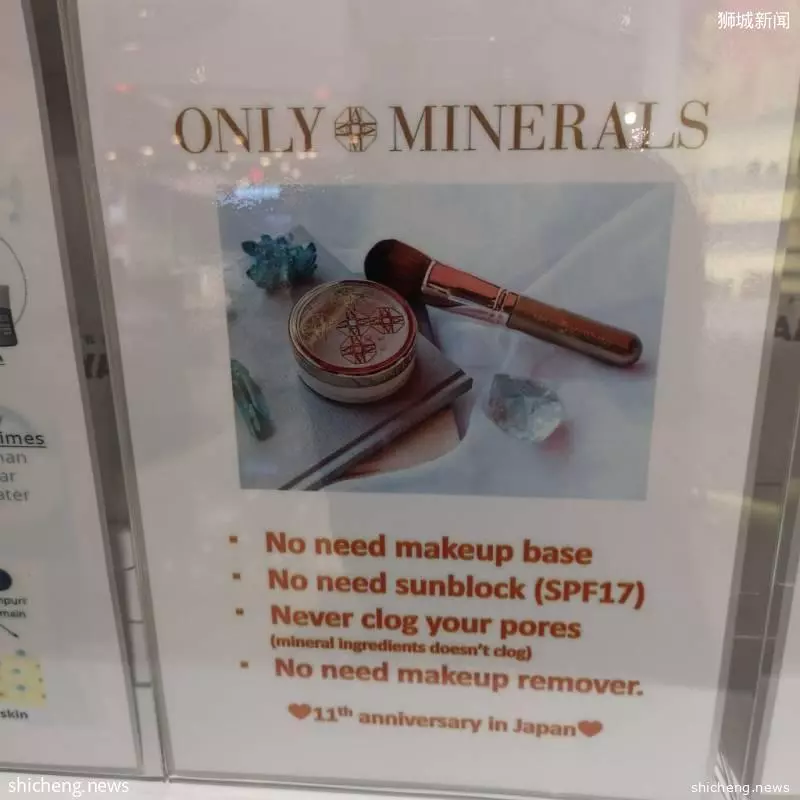 狮城新闻
ONLY MINERALS
No need makeup base
No need sunblock (SPF17)
Never clog your pores
(mineral ingredients doesn't clog)
No need makeup remover.
❤11th anniversary in Japan❤
imes
skin
shicheng.news
shicheng.news